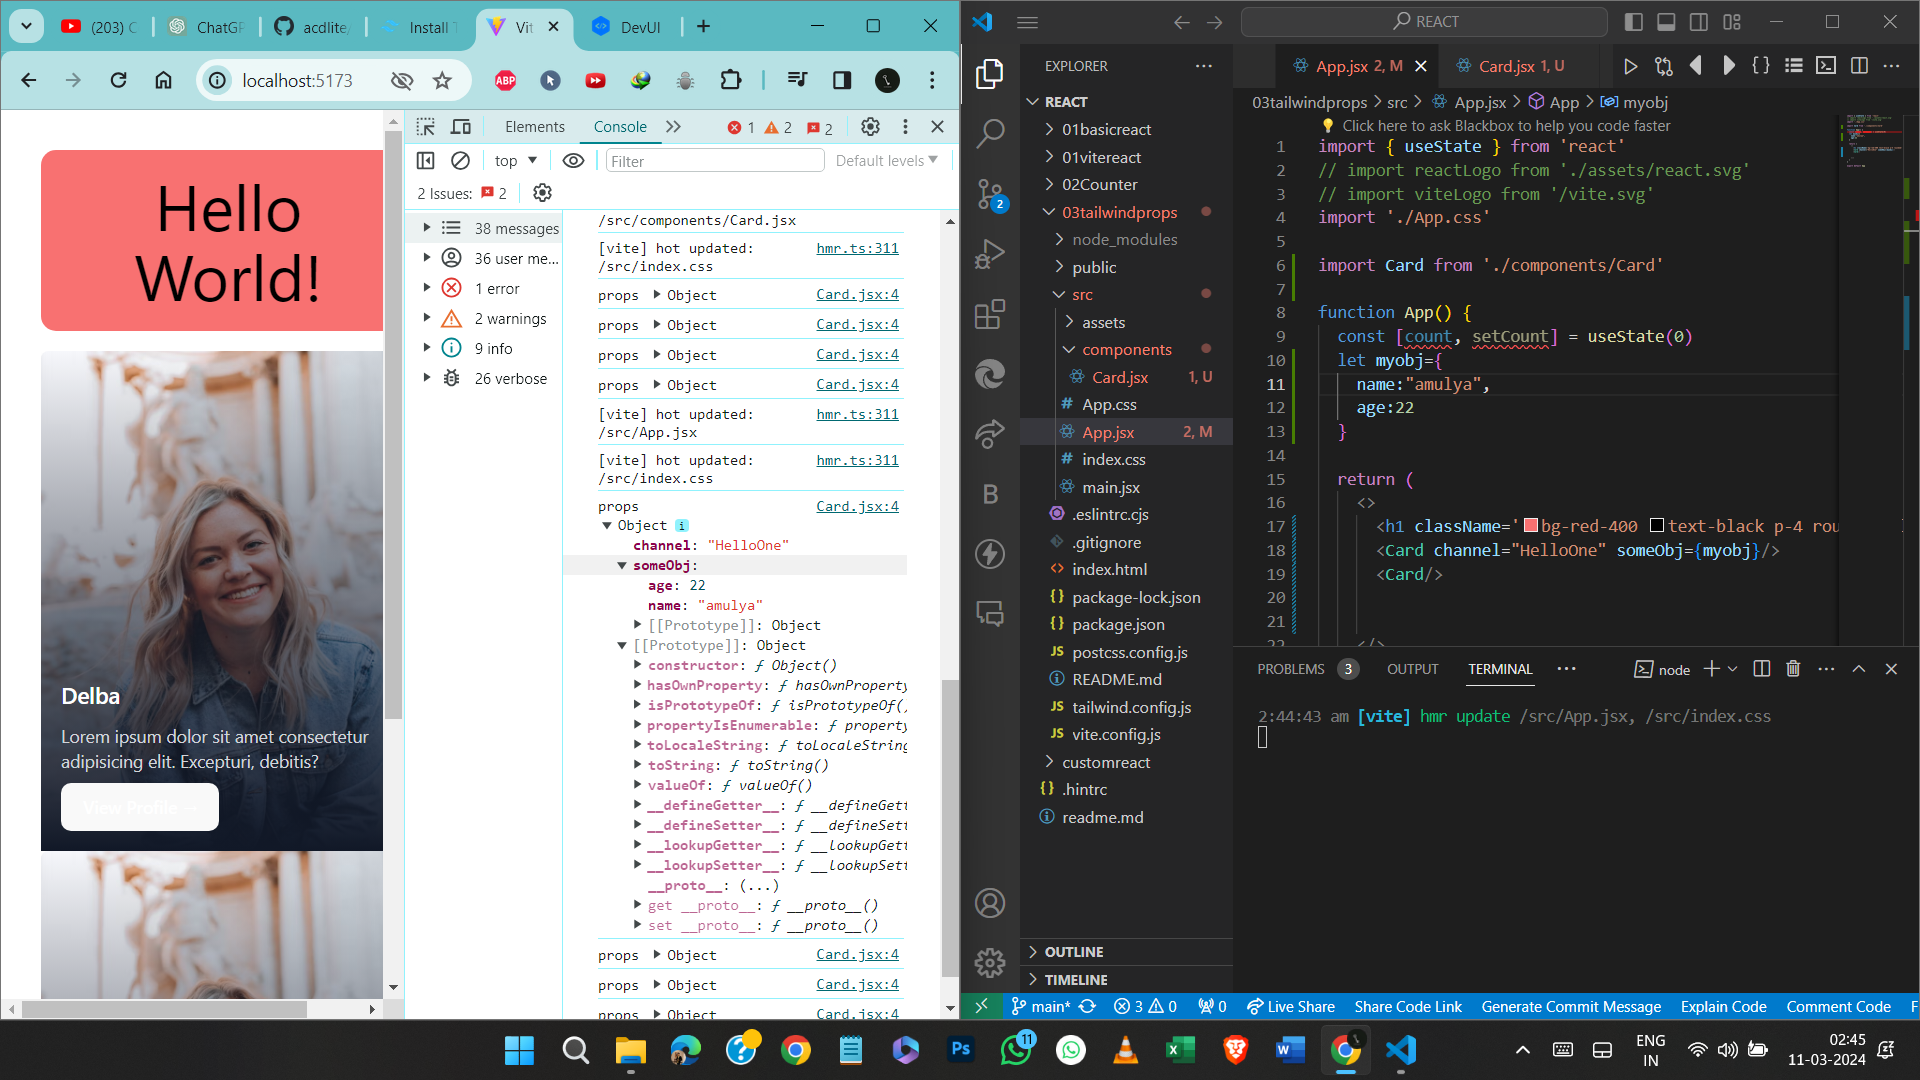 (203) C
ChatGP
acdlite/
Install T
Vit
DevUI
localhost:5173
ABP
Hello
World!
Delba
Lorem ipsum dolor sit amet consectetur
adipisicing elit. Excepturi, debitis?
View Profile →
Elements
Console
1
2
2
top
Filter
Default levels
2 Issues:
2
38 messages
36 user me...
1 error
2 warnings
9 info
26 verbose
/src/components/Card.jsx
[vite] hot updated: hmr.ts:311
/src/index.css
props Object Card.jsx:4
props Object Card.jsx:4
props Object Card.jsx:4
props Object Card.jsx:4
[vite] hot updated: hmr.ts:311
/src/App.jsx
[vite] hot updated: hmr.ts:311
/src/index.css
props Card.jsx:4
Object i
channel: "HelloOne"
someObj:
age: 22
name: "amulya"
[[Prototype]]: Object
[[Prototype]]: Object
constructor: ƒ Object()
hasOwnProperty: ƒ hasOwnProperty
isPrototypeOf: ƒ isPrototypeOf()
propertyIsEnumerable: ƒ property
toLocaleString: ƒ toLocaleString
toString: ƒ toString()
valueOf: ƒ valueOf()
__defineGetter__: ƒ __defineGett
__defineSetter__: ƒ __defineSett
__lookupGetter__: ƒ __lookupGett
__lookupSetter__: ƒ __lookupSett
__proto__: (...)
get __proto__: ƒ __proto__()
set __proto__: ƒ __proto__()
props Object Card.jsx:4
props Object Card.jsx:4
props Object Card.jsx:4
REACT
EXPLORER
REACT
01basicreact
01vitereact
02Counter
03tailwindprops
node_modules
public
src
assets
components
Card.jsx 1, U
App.css
App.jsx 2, M
index.css
main.jsx
.eslintrc.cjs
.gitignore
index.html
package-lock.json
package.json
postcss.config.js
README.md
tailwind.config.js
vite.config.js
customreact
.hintrc
readme.md
OUTLINE
TIMELINE
2
App.jsx 2, M
Card.jsx 1, U
03tailwindprops > src > App.jsx > App > myobj
Click here to ask Blackbox to help you code faster
1 import { useState } from 'react'
2 // import reactLogo from './assets/react.svg'
3 // import viteLogo from '/vite.svg'
4 import './App.css'
5
6 import Card from './components/Card'
7
8 function App() {
9 const [count, setCount] = useState(0)
10 let myobj={
11 name:"amulya",
12 age:22
13 }
14
15 return (
16 <>
17 <h1 className='bg-red-400 text-black p-4 rou
18 <Card channel="HelloOne" someObj={myobj}/>
19 <Card/>
20
21
22 </>
PROBLEMS 3
OUTPUT
TERMINAL
node
2:44:43 am [vite] hmr update /src/App.jsx, /src/index.css
main*
3
0
0
Live Share
Share Code Link
Generate Commit Message
Explain Code
Comment Code
F
Ps
11
ENG
IN
02:45
11-03-2024